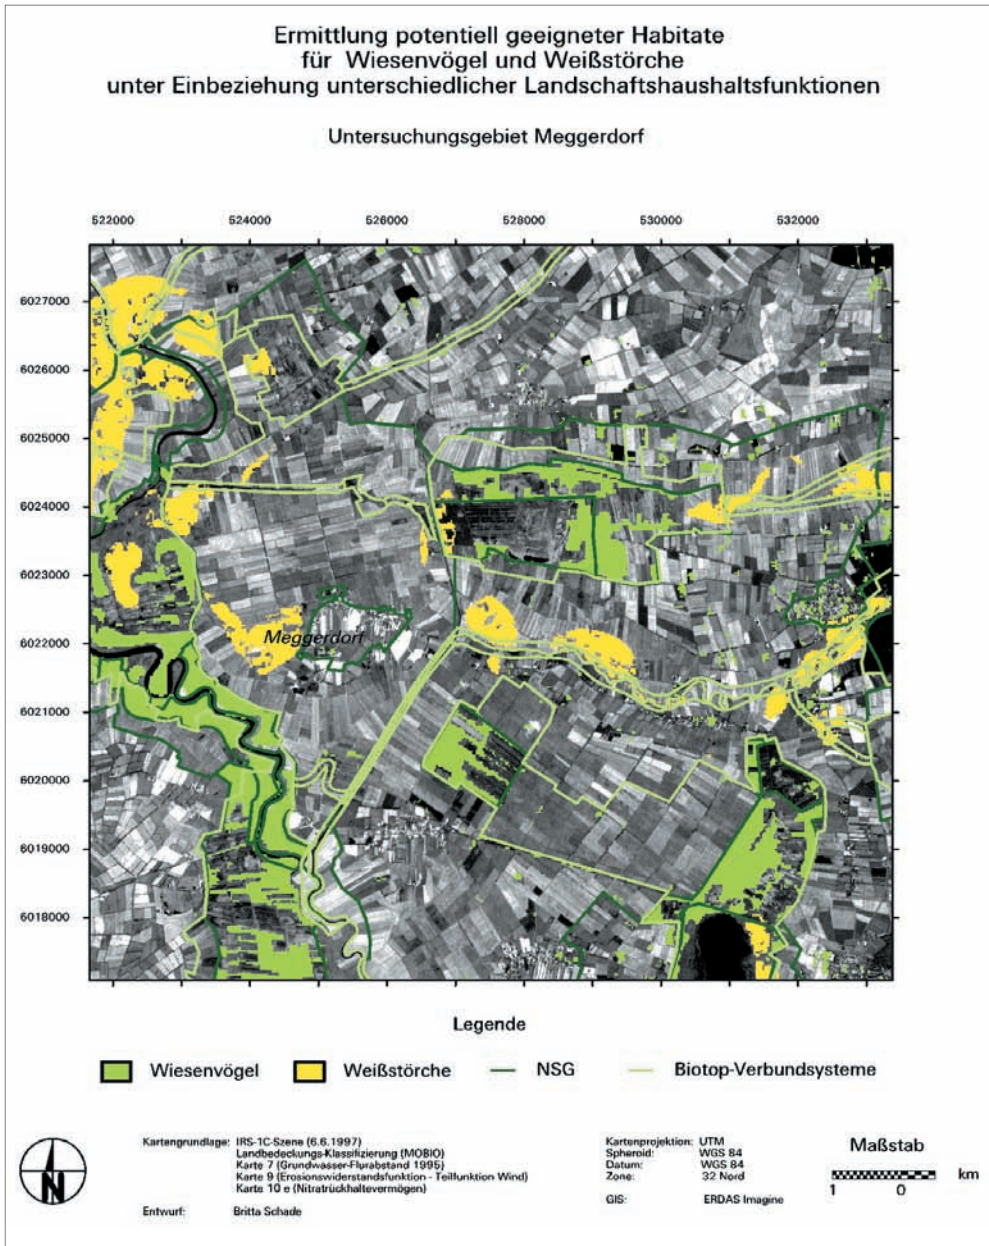 Ermittlung potentiell geeigneter Habitate
für Wiesenvögel und Weißstörche
unter Einbeziehung unterschiedlicher Landschaftshaushaltsfunktionen
Untersuchungsgebiet Meggerdorf
522000 524000 526000 528000 530000 532000
6027000
6026000
6025000
6024000
6023000
6022000
Meggerdorf
6021000
6020000
6019000
6018000
Legende
Wiesenvögel Weißstörche NSG Biotop-Verbundsysteme
N
Kartengrundlage: IRS-1C-Szene (6.6.1997)
Landbedeckungs-Klassifizierung (MOBIO)
Karte 7 (Grundwasser-Flurabstand 1995)
Karte 9 (Erosionswiderstandsfunktion - Teilfunktion Wind)
Karte 10 e (Nitratrückhaltevermögen)
Entwurf: Britta Schade
Kartenprojektion: UTM
Spheroid: WGS 84
Datum: WGS 84
Zone: 32 Nord
GIS: ERDAS Imagine
Maßstab
km
1 0